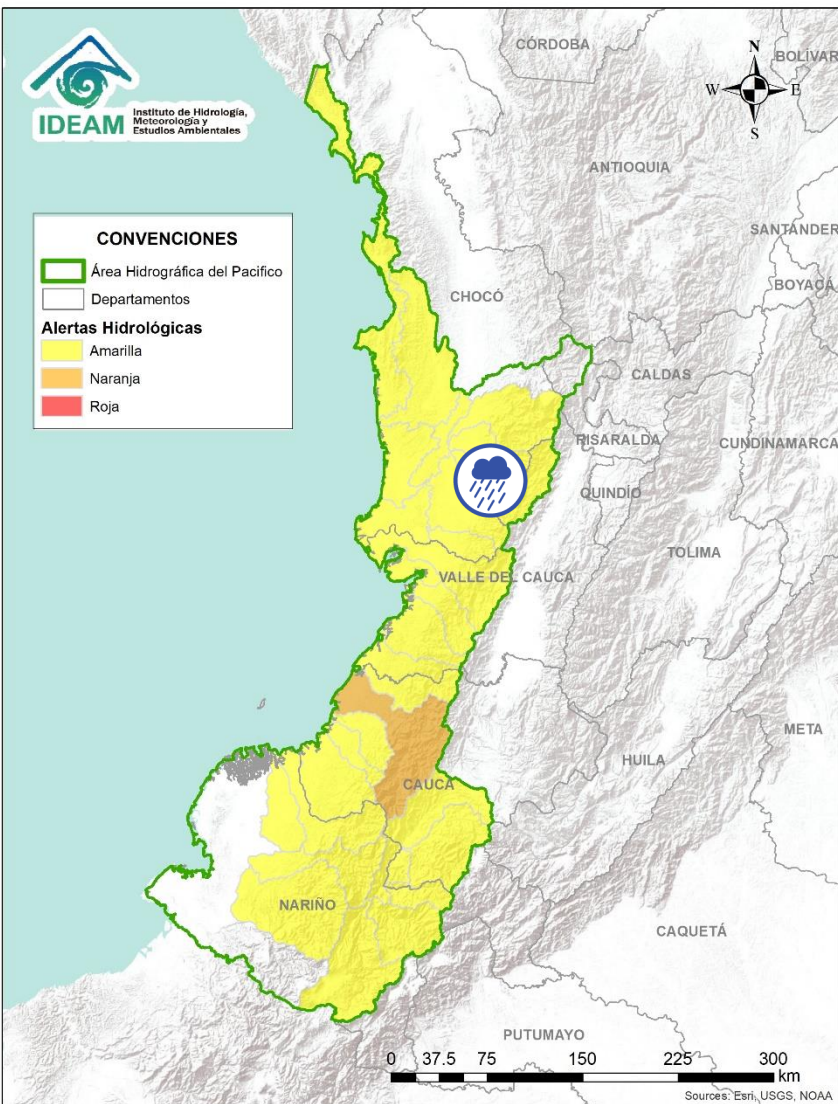 IDEAM
Instituto de Hidrología,
Meteorología y
Estudios Ambientales
N
W
E
S
CONVENCIONES
Área Hidrográfica del Pacifico
Departamentos
Alertas Hidrológicas
Amarilla
Naranja
Roja
CÓRDOBA
BOLÍVAR
ANTIOQUIA
SANTANDER
BOYACÁ
CHOCÓ
CALDAS
RISARALDA
CUNDINAMARCA
QUINDÍO
TOLIMA
VALLE DEL CAUCA
META
HUILA
CAUCA
NARIÑO
CAQUETÁ
PUTUMAYO
0 37.5 75 150 225 300
km
Sources: Esri, USGS, NOAA